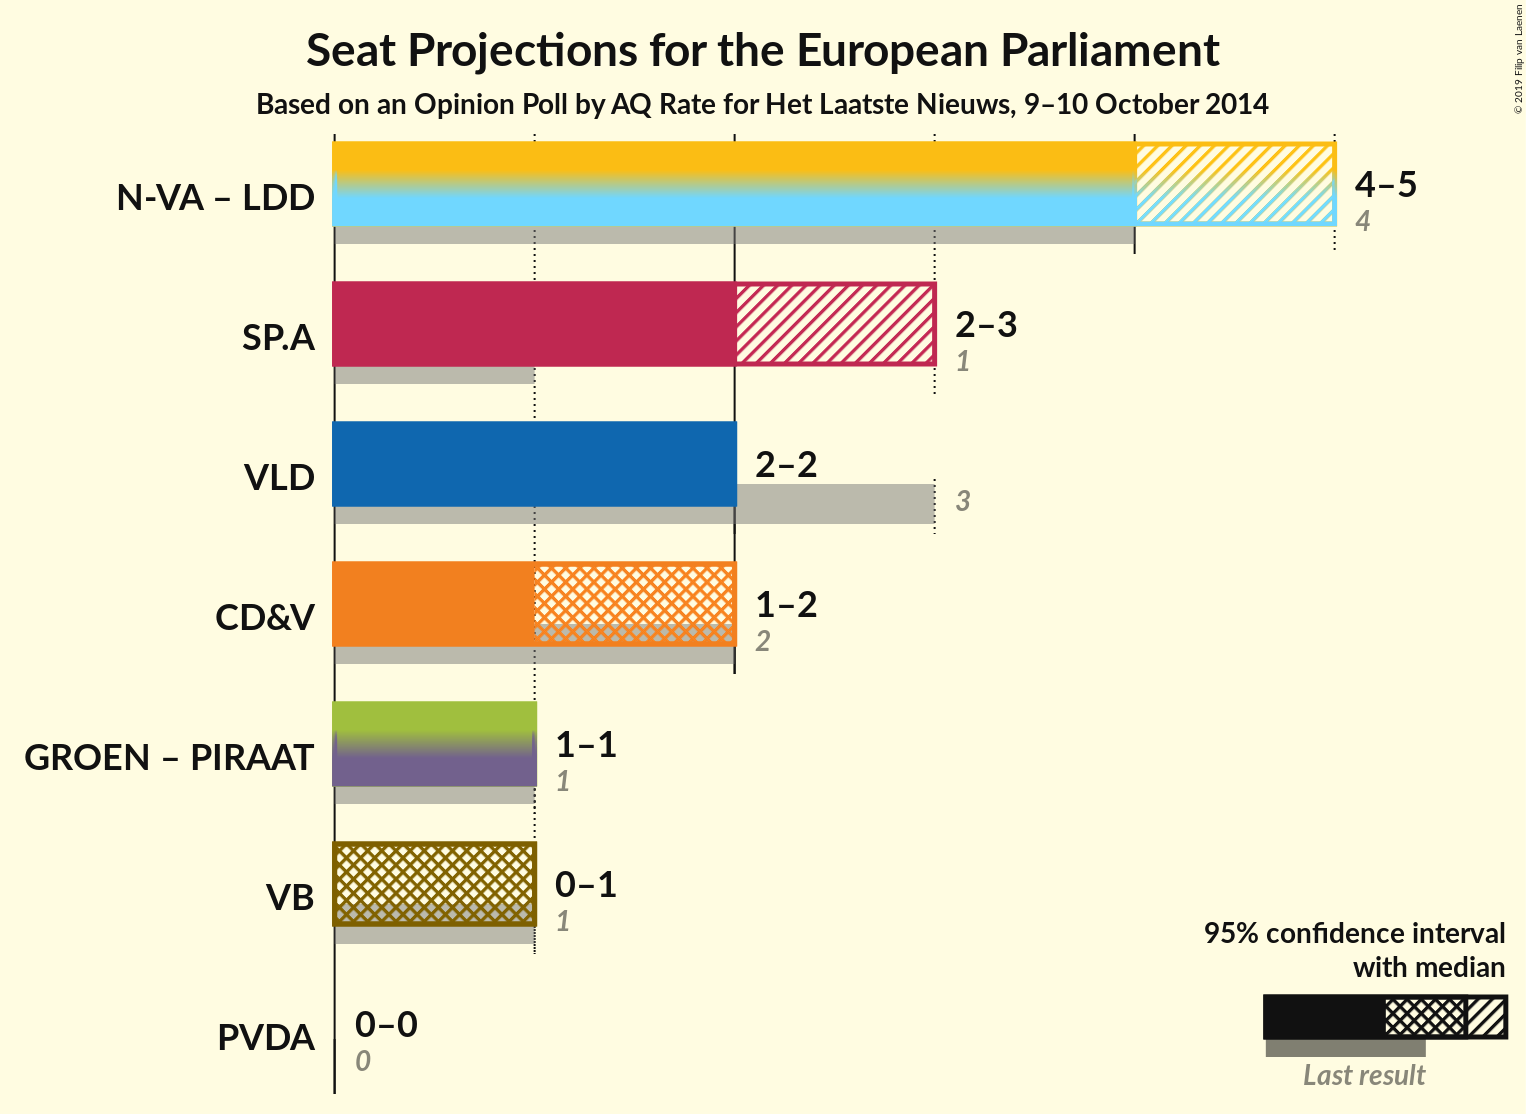 Seat Projections for the European Parliament
Based on an Opinion Poll by AQ Rate for Het Laatste Nieuws, 9–10 October 2014
© 2019 Filip van Laenen
N-VA – LDD
4–5
4
SP.A
2–3
1
VLD
2–2
3
CD&V
1–2
2
GROEN – PIRAAT
1–1
1
VB
0–1
1
PVDA
0–0
0
95% confidence interval
with median
Last result